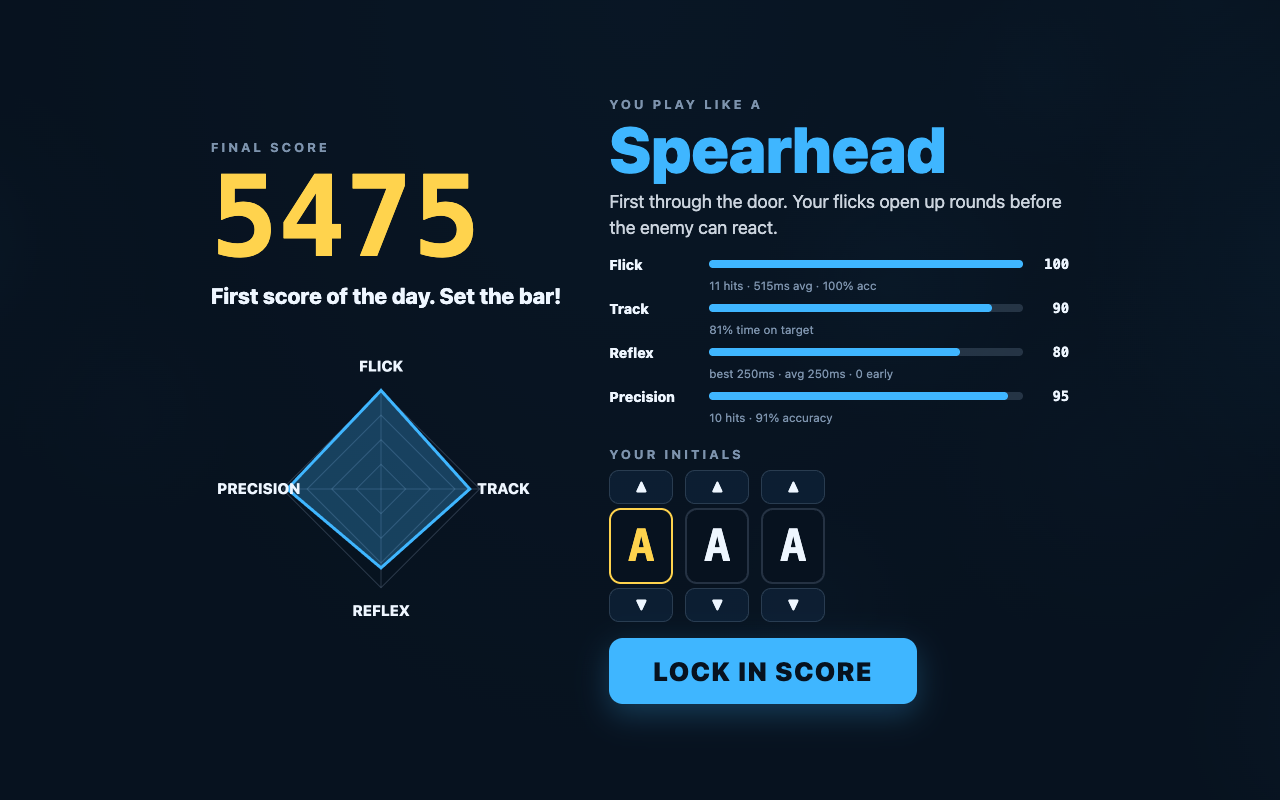 FINAL SCORE
5475
First score of the day. Set the bar!
FLICK
PRECISION
TRACK
REFLEX
YOU PLAY LIKE A
Spearhead
First through the door. Your flicks open up rounds before
the enemy can react.
Flick 100
11 hits · 515ms avg · 100% acc
Track 90
81% time on target
Reflex 80
best 250ms · avg 250ms · 0 early
Precision 95
10 hits · 91% accuracy
YOUR INITIALS
▲ ▲ ▲
A A A
▼ ▼ ▼
LOCK IN SCORE